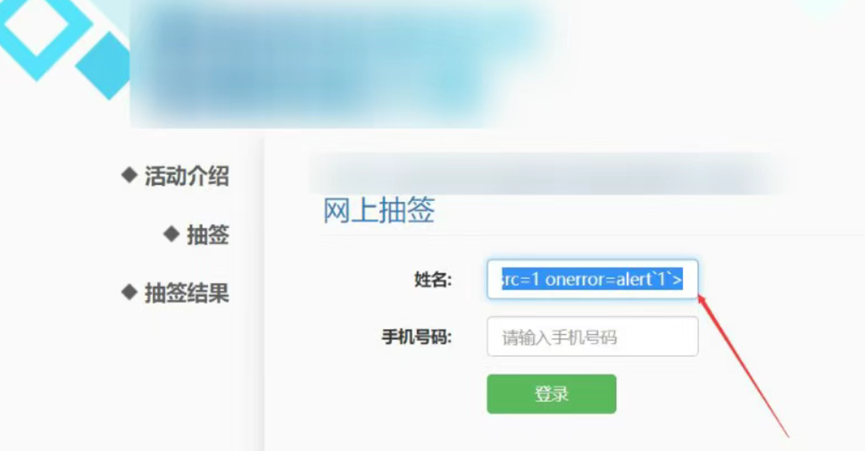 活动介绍
抽签
抽签结果
网上抽签
姓名:
src=1 onerror=alert`1`>
手机号码:
请输入手机号码
登录